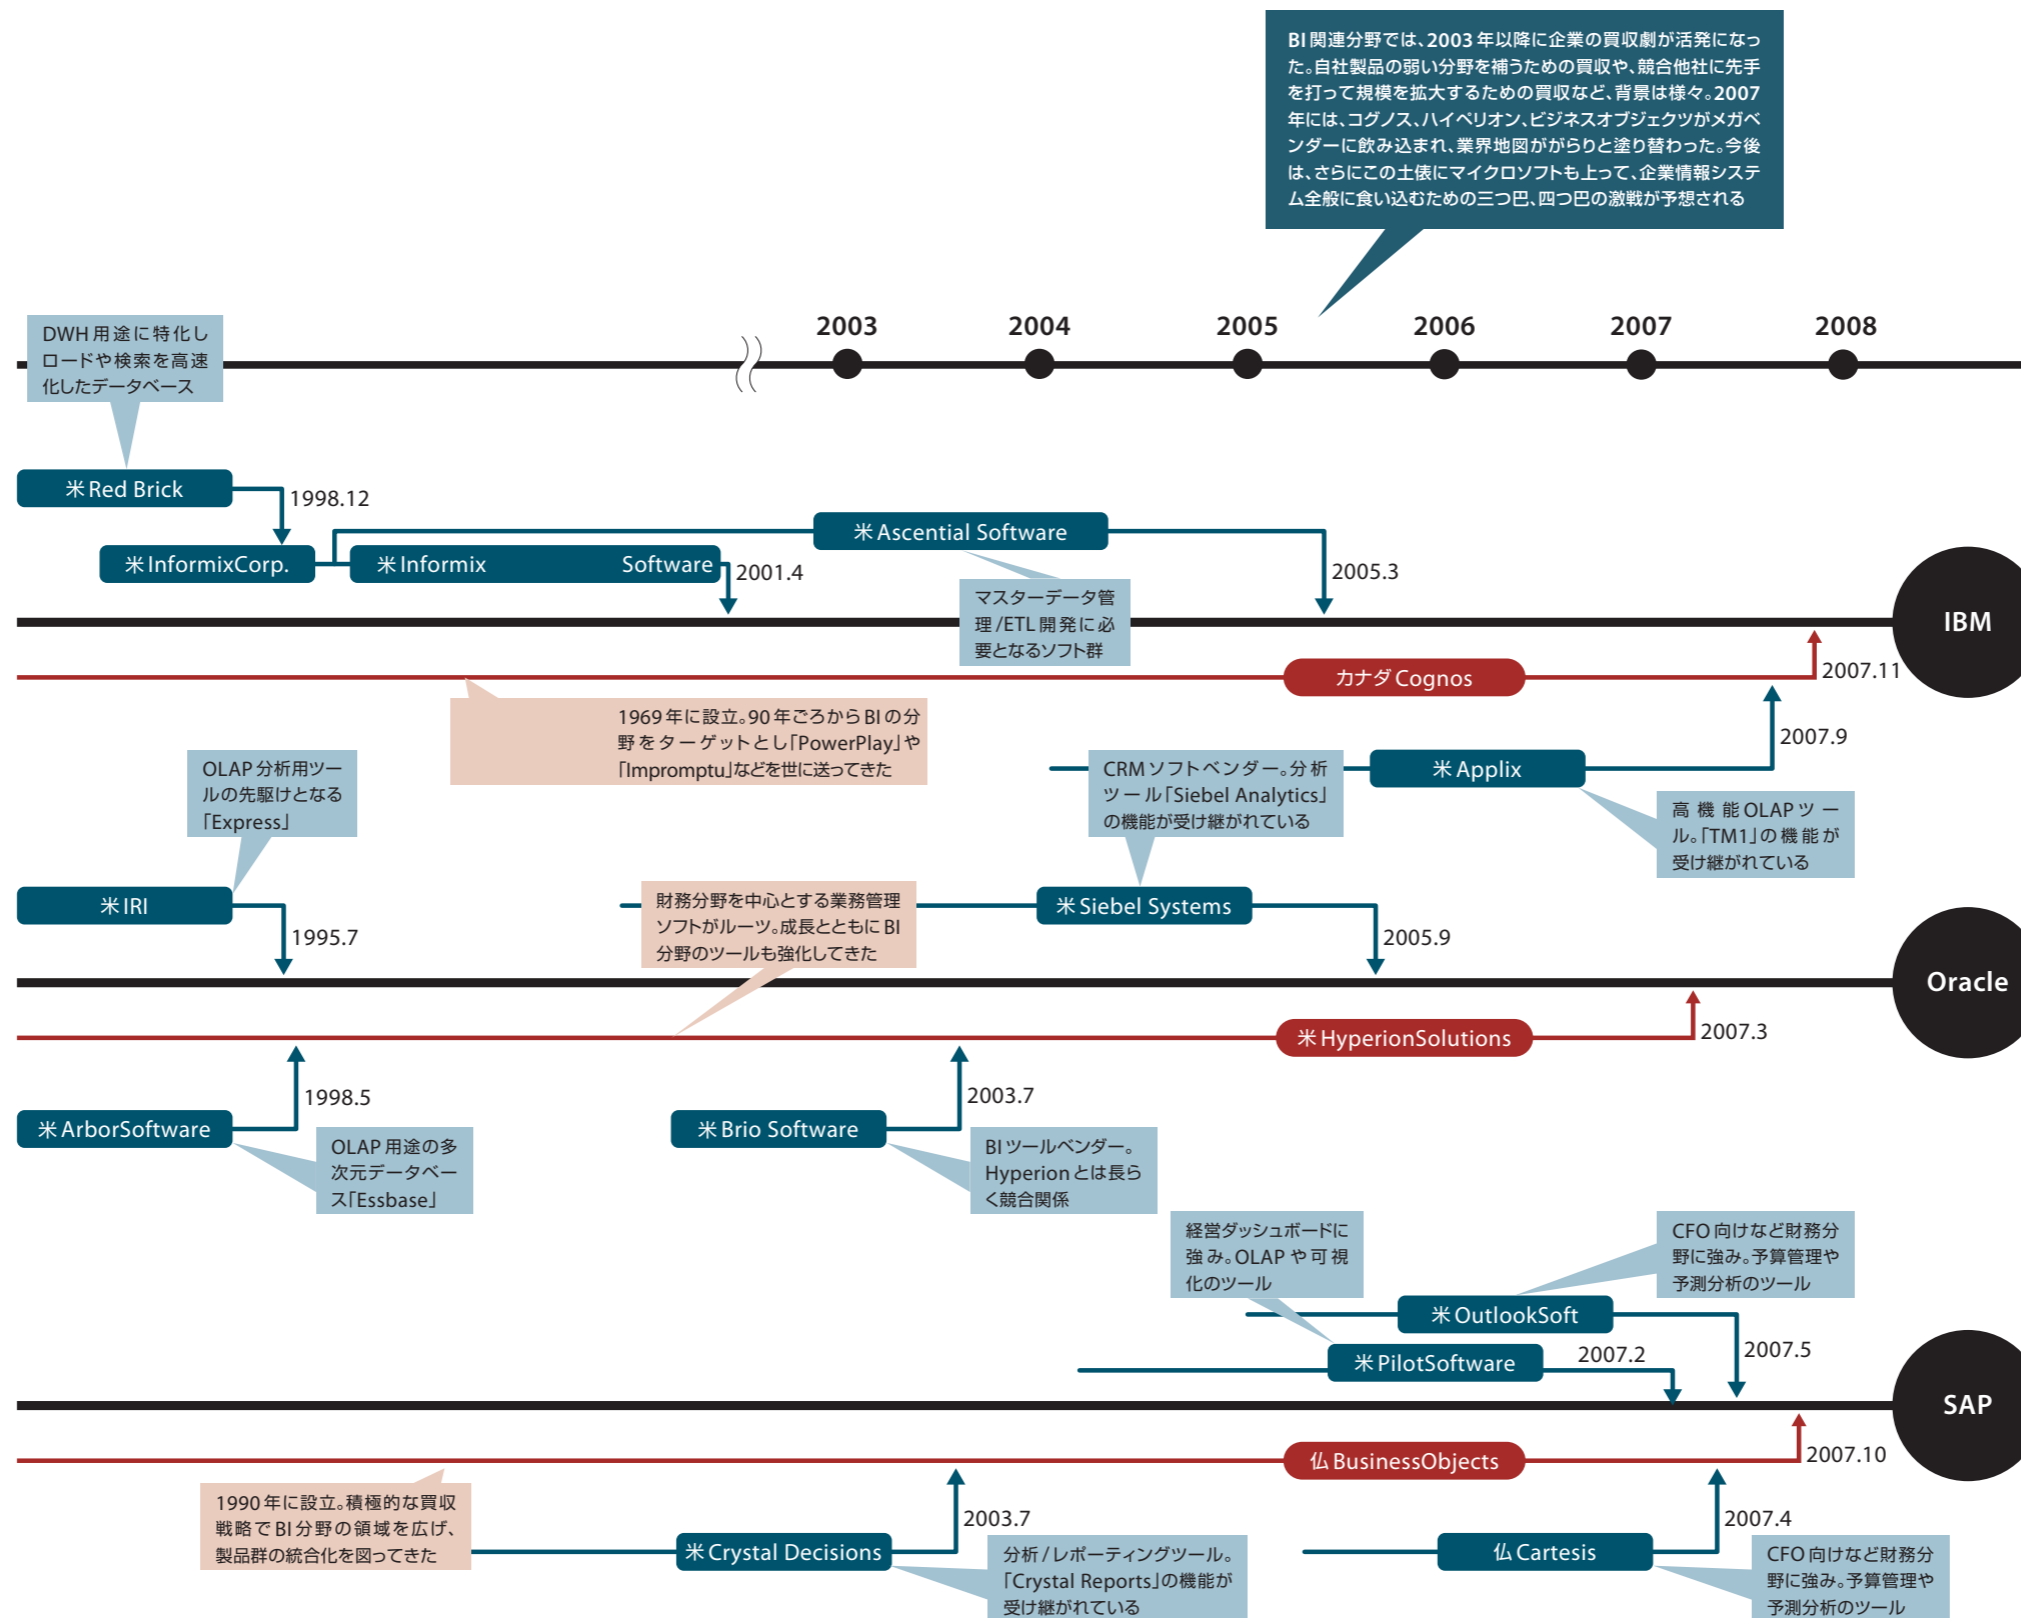 BI関連分野では、2003年以降に企業の買収劇が活発になっ
た。自社製品の弱い分野を補うための買収や、競合他社に先手
を打って規模を拡大するための買収など、背景は様々。2007
年には、コグノス、ハイペリオン、ビジネスオブジェクツがメガベ
ンダーに飲み込まれ、業界地図ががらりと塗り替わった。今後
は、さらにこの土俵にマイクロソフトも上って、企業情報システ
ム全般に食い込むための三つ巴、四つ巴の激戦が予想される
2003
2004
2005
2006
2007
2008
DWH用途に特化し
ロードや検索を高速
化したデータベース
米Red Brick
1998.12
米InformixCorp.
米Informix Software
2001.4
米Ascential Software
2005.3
マスターデータ管
理/ETL開発に必
要となるソフト群
IBM
カナダCognos
2007.11
1969年に設立。90年ごろからBIの分
野をターゲットとし「PowerPlay」や
「Impromptu」などを世に送ってきた
米Applix
2007.9
高機能OLAPツー
ル。「TM1」の機能が
受け継がれている
OLAP分析用ツー
ルの先駆けとなる
「Express」
米IRI
1995.7
CRMソフトベンダー。分析
ツール「Siebel Analytics」
の機能が受け継がれている
米Siebel Systems
2005.9
財務分野を中心とする業務管理
ソフトがルーツ。成長とともにBI
分野のツールも強化してきた
Oracle
米HyperionSolutions
2007.3
1998.5
米ArborSoftware
OLAP用途の多
次元データベー
ス「Essbase」
2003.7
米Brio Software
BIツールベンダー。
Hyperionとは長ら
く競合関係
経営ダッシュボードに
強み。OLAPや可視
化のツール
CFO向けなど財務分
野に強み。予算管理や
予測分析のツール
米OutlookSoft
2007.5
米PilotSoftware
2007.2
SAP
仏BusinessObjects
2007.10
1990年に設立。積極的な買収
戦略でBI分野の領域を広げ、
製品群の統合化を図ってきた
2003.7
米Crystal Decisions
分析/レポーティングツール。
「Crystal Reports」の機能が
受け継がれている
2007.4
仏Cartesis
CFO向けなど財務分
野に強み。予算管理や
予測分析のツール